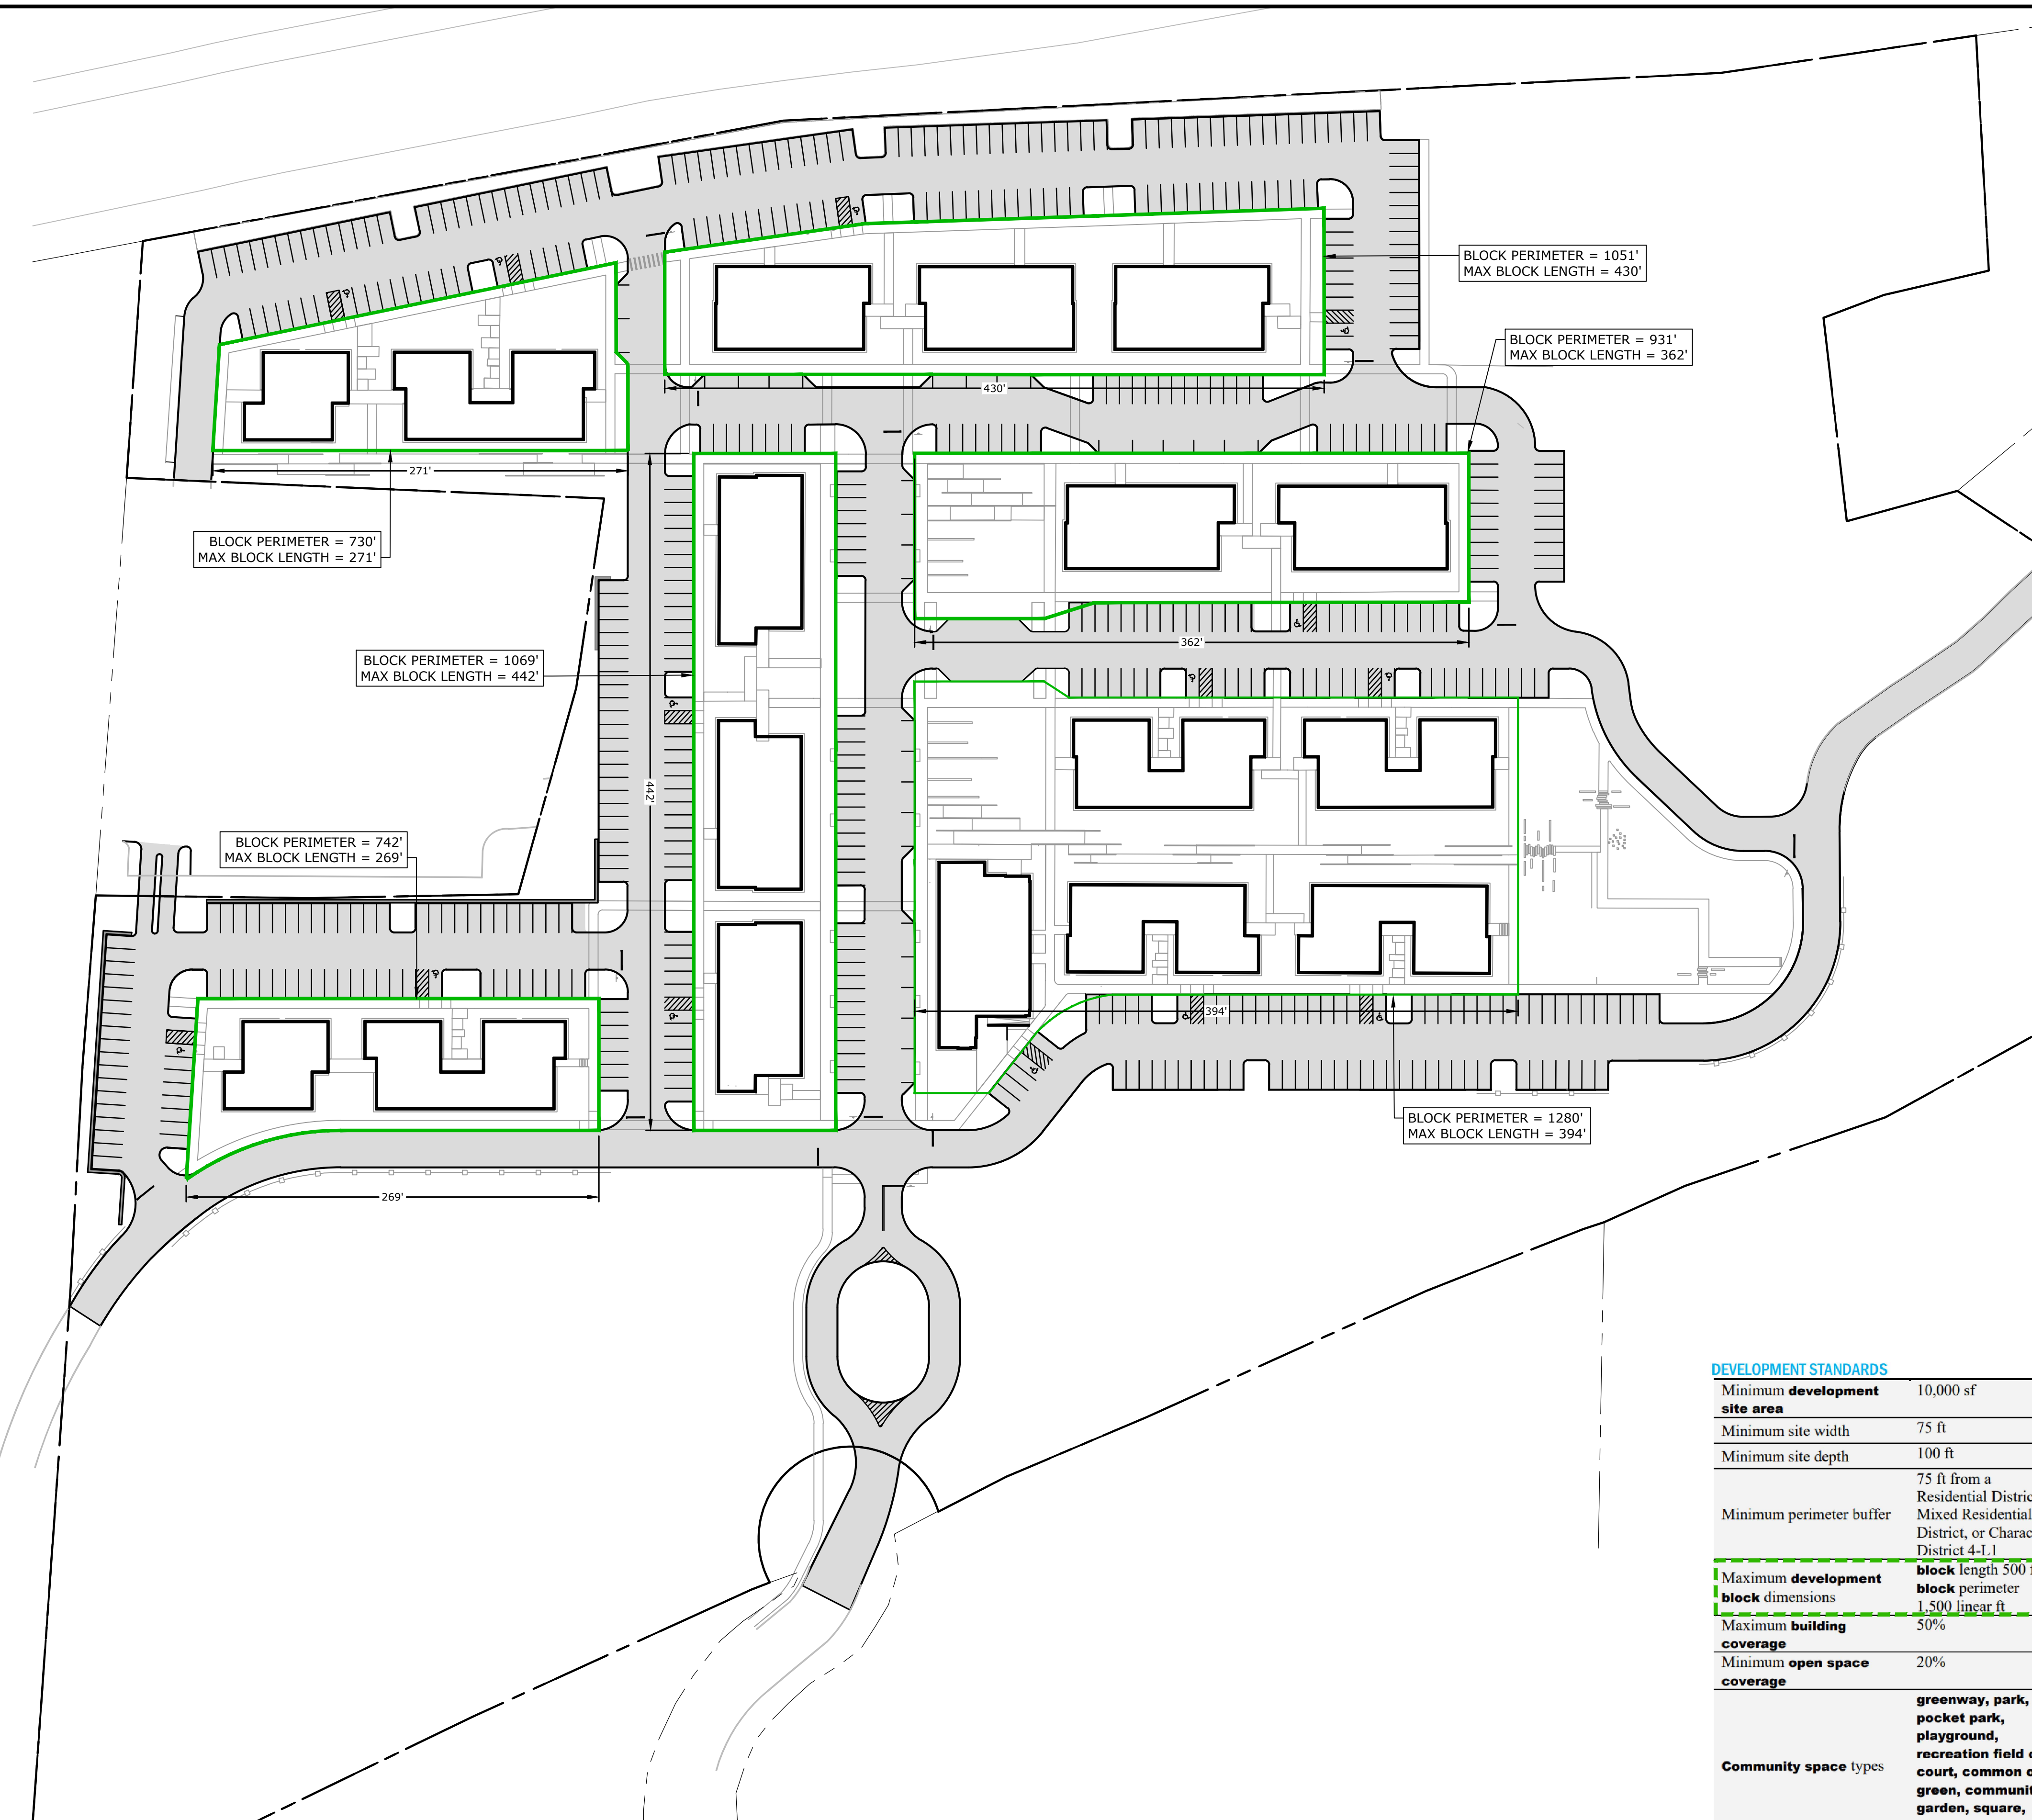 BLOCK PERIMETER = 1051'
MAX BLOCK LENGTH = 430'
BLOCK PERIMETER = 931'
MAX BLOCK LENGTH = 362'
430'
271'
BLOCK PERIMETER = 730'
MAX BLOCK LENGTH = 271'
362'
BLOCK PERIMETER = 1069'
MAX BLOCK LENGTH = 442'
442'
BLOCK PERIMETER = 742'
MAX BLOCK LENGTH = 269'
394'
BLOCK PERIMETER = 1280'
MAX BLOCK LENGTH = 394'
269'
DEVELOPMENT STANDARDS
Minimum development
site area
10,000 sf
Minimum site width
75 ft
Minimum site depth
100 ft
Minimum perimeter buffer
75 ft from a
Residential
Mixed Residential
District, or
District 4-L1
Maximum development
block dimensions
block length 500
block perimeter
1,500 linear ft
Maximum building
coverage
50%
Minimum open space
coverage
20%
Community space types
greenway, park,
pocket park,
playground,
recreation field
court, common
green,
garden, square,